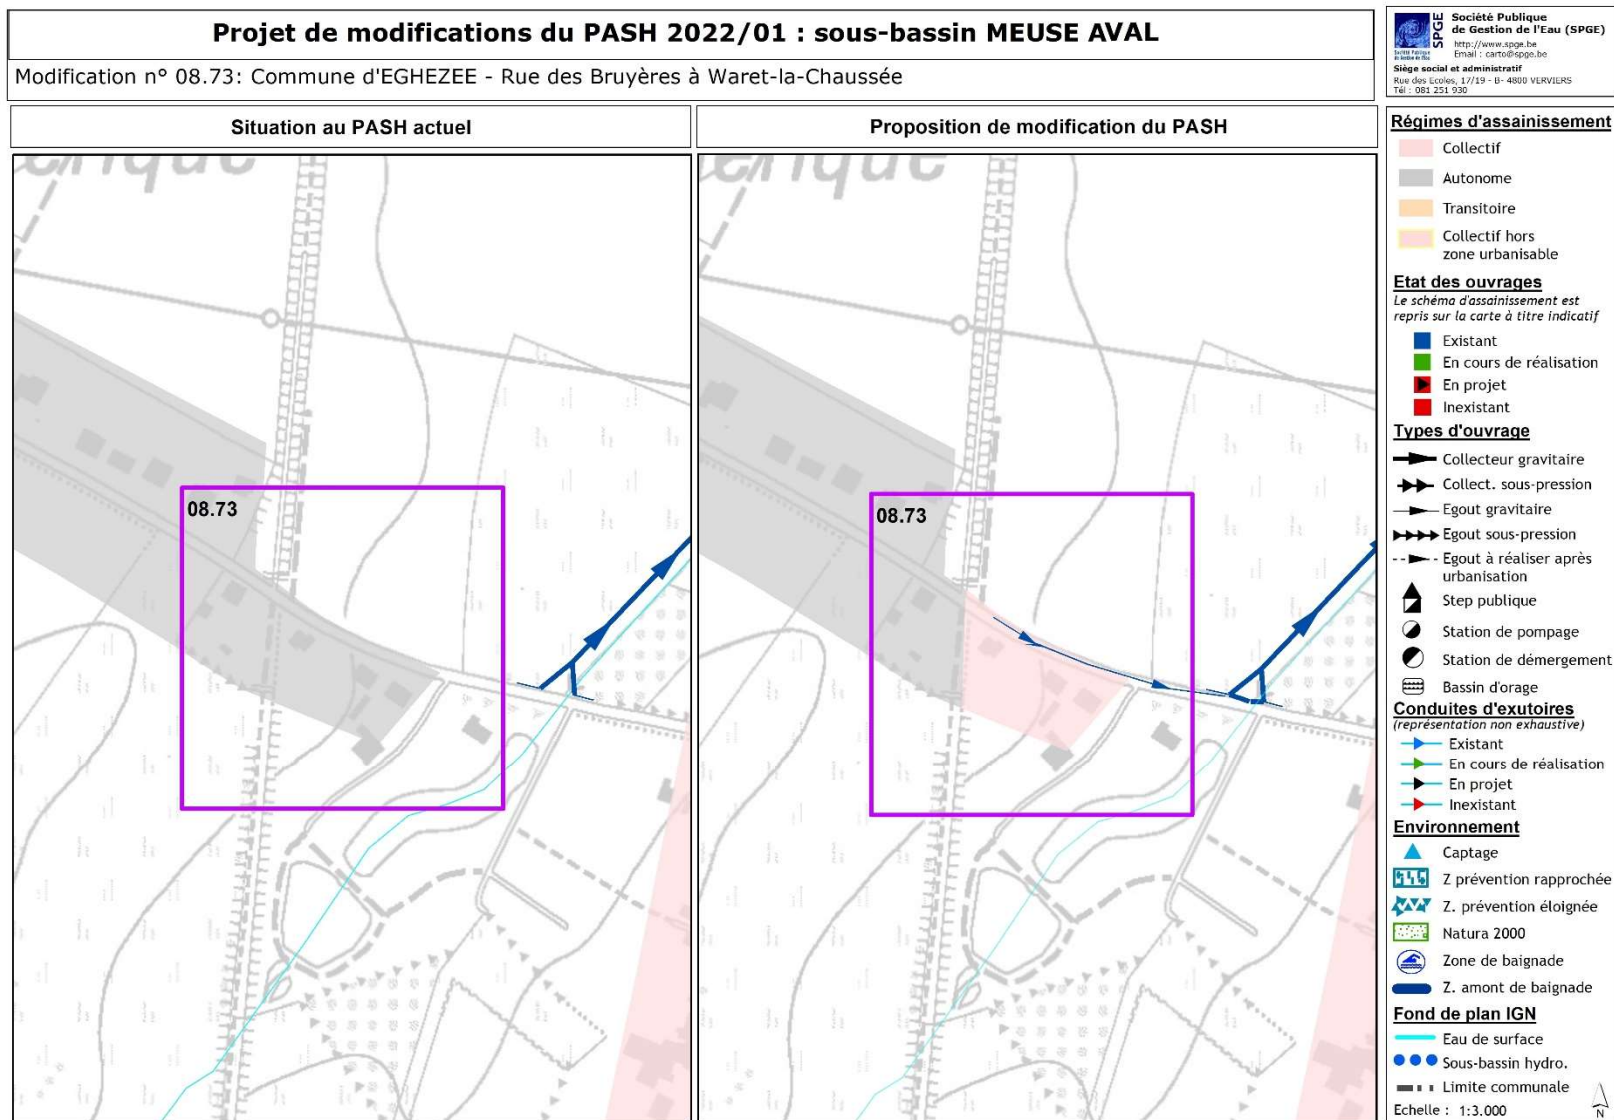 Projet de modifications du PASH 2022/01 : sous-bassin MEUSE AVAL
Modification n° 08.73: Commune d'EGHEZEE - Rue des Bruyères à Waret-la-Chaussée
SPGE
Société Publique
de Gestion de l'Eau (SPGE)
http://www.spge.be
Email : carto@spge.be
Société Publique
de Gestion de l'Eau
Siège social et administratif
Rue des Ecoles, 17/19 - B- 4800 VERVIERS
Tél : 081 251 930
Situation au PASH actuel
Proposition de modification du PASH
08.73
08.73
Régimes d'assainissement
Collectif
Autonome
Transitoire
Collectif hors
zone urbanisable
Etat des ouvrages
Le schéma d'assainissement est
repris sur la carte à titre indicatif
Existant
En cours de réalisation
En projet
Inexistant
Types d'ouvrage
Collecteur gravitaire
Collect. sous-pression
Egout gravitaire
Egout sous-pression
Egout à réaliser après
urbanisation
Step publique
Station de pompage
Station de démergement
Bassin d'orage
Conduites d'exutoires
(représentation non exhaustive)
Existant
En cours de réalisation
En projet
Inexistant
Environnement
Captage
Z prévention rapprochée
Z. prévention éloignée
Natura 2000
Zone de baignade
Z. amont de baignade
Fond de plan IGN
Eau de surface
Sous-bassin hydro.
Limite communale
Echelle : 1:3.000
N